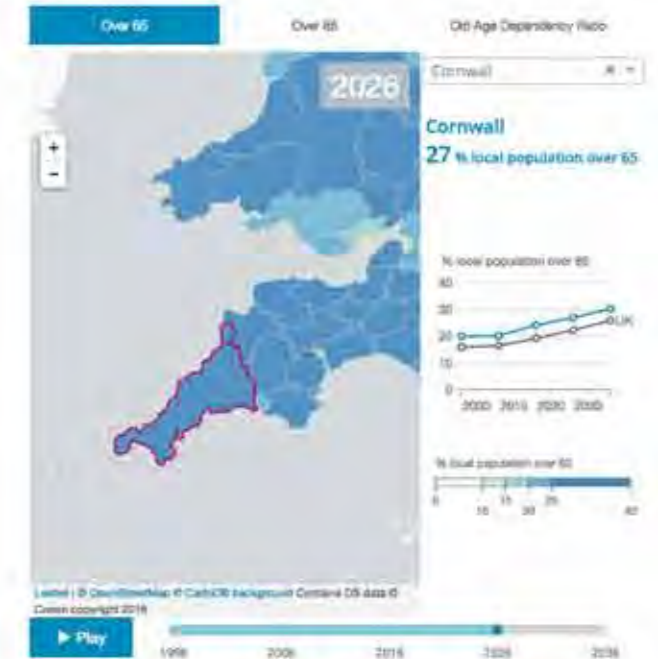 Over 65
Over 85
Old Age Dependency Ratio
2026
Cornwall
+
−
Cornwall
27 % local population over 65
% local population over 65
40
30
20
10
0
UK
2000 2010 2020 2030
% local population over 65
0 10 15 20 25 40
Leaflet | © OpenStreetMap © CartoDB background Contains OS data ©
Crown copyright 2016
Play
1996 2006 2016 2026 2036